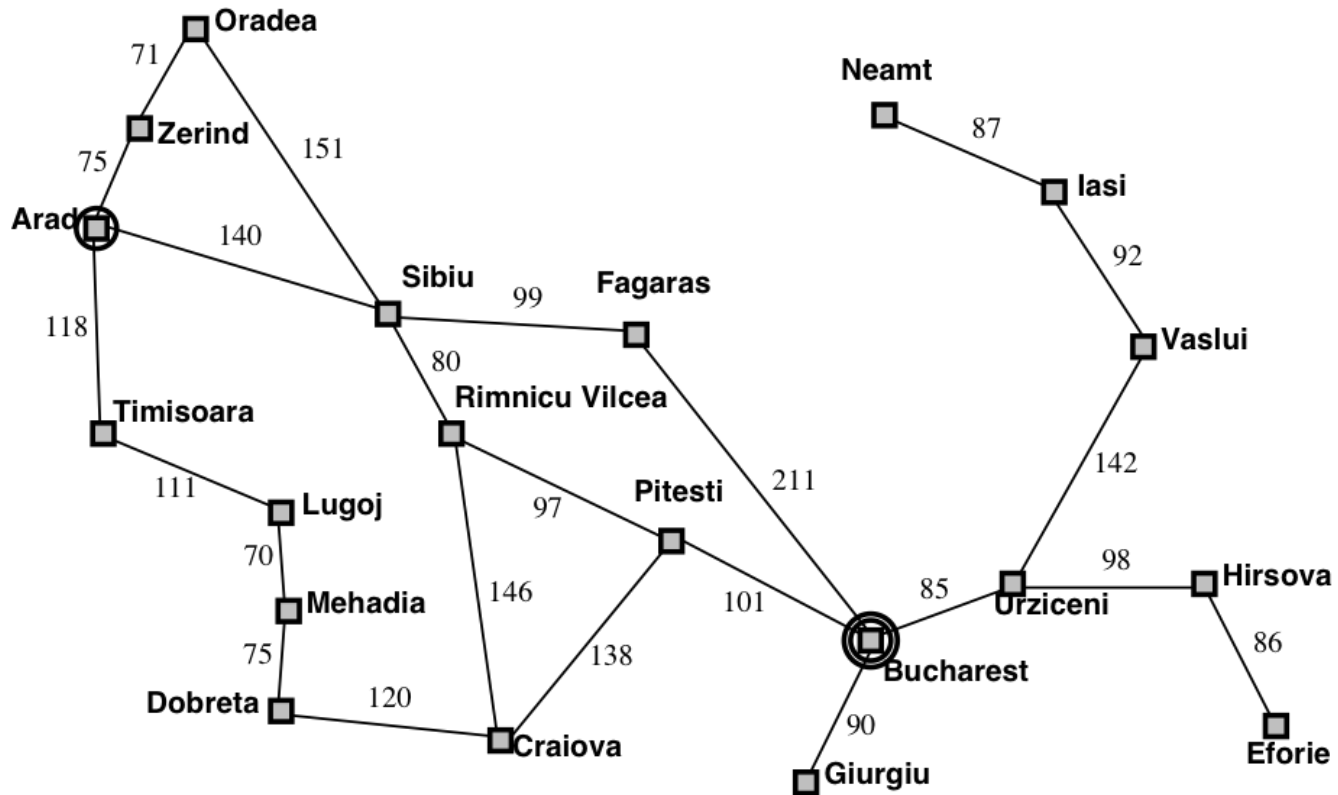 Oradea
71
Neamt
87
Zerind
75
151
Iasi
Arad
140
92
Sibiu
Fagaras
99
118
Vaslui
80
Rimnicu Vilcea
Timisoara
142
211
111
Pitesti
Lugoj
97
70
98
Hirsova
146
85
Urziceni
Mehadia
101
86
75
138
Bucharest
Dobreta
120
90
Craiova
Eforie
Giurgiu